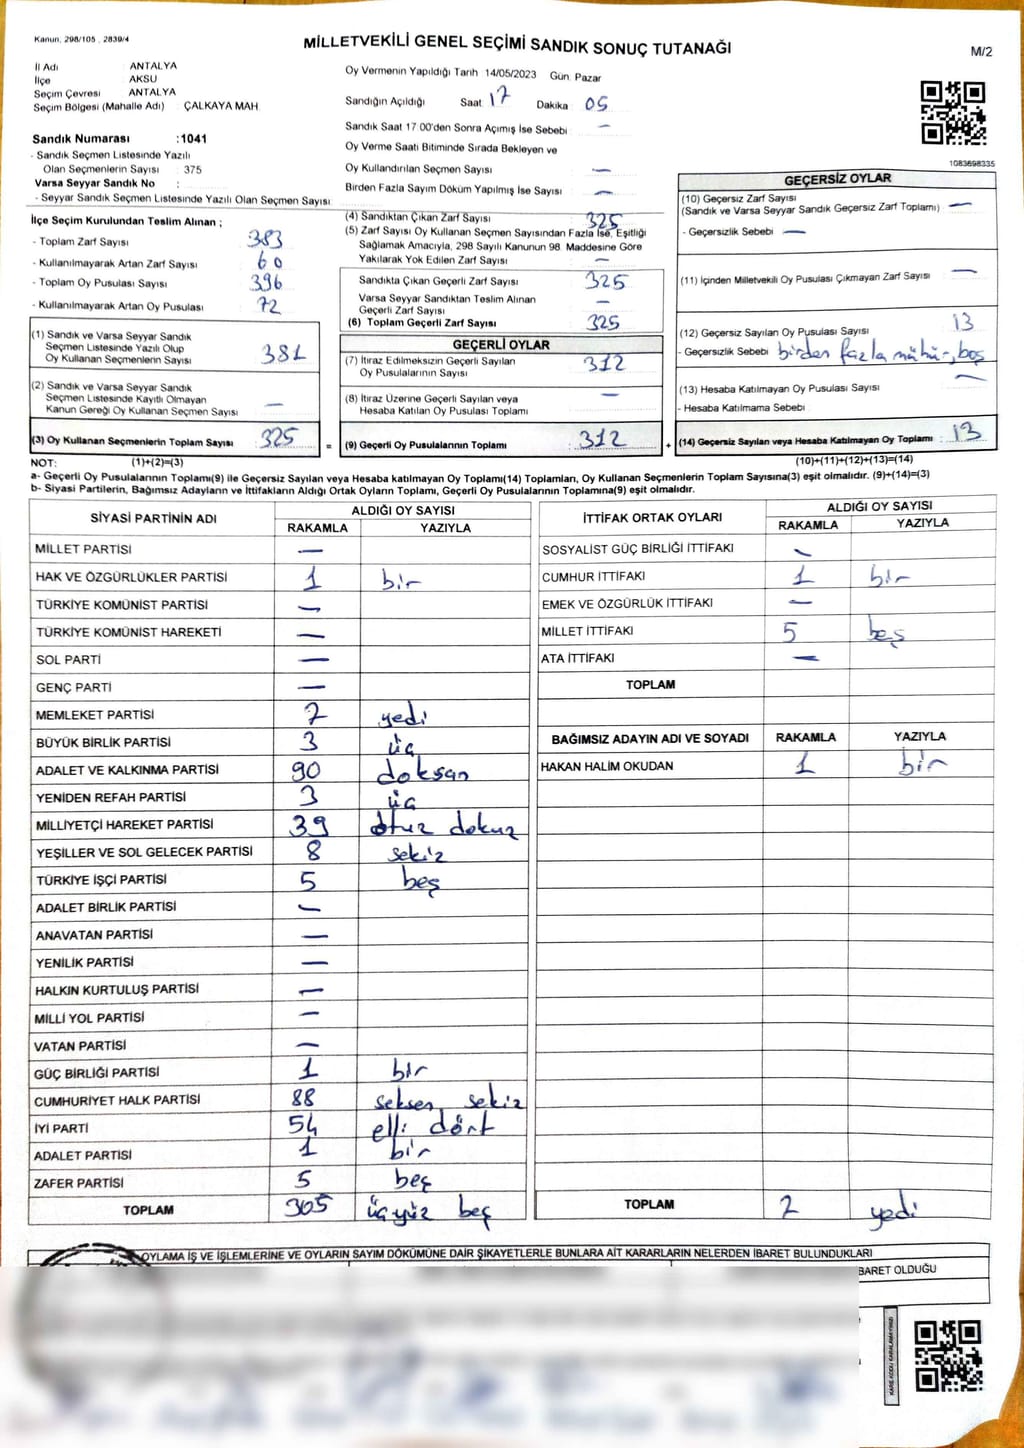 Kanun, 298/105 , 2839/4
MİLLETVEKİLİ GENEL SEÇİMİ SANDIK SONUÇ TUTANAĞI
M/2
İl Adı : ANTALYA
İlçe : AKSU
Seçim Çevresi : ANTALYA
Seçim Bölgesi (Mahalle Adı) : ÇALKAYA MAH.
Sandık Numarası :1041
- Sandık Seçmen Listesinde Yazılı
Olan Seçmenlerin Sayısı : 375
Varsa Seyyar Sandık No :
- Seyyar Sandık Seçmen Listesinde Yazılı Olan Seçmen Sayısı :
Oy Vermenin Yapıldığı Tarih 14/05/2023 Gün: Pazar
Sandığın Açıldığı Saat 17 Dakika 05
Sandık Saat 17:00'den Sonra Açımış İse Sebebi : —
Oy Verme Saati Bitiminde Sırada Bekleyen ve
Oy Kullandırılan Seçmen Sayısı : —
Birden Fazla Sayım Döküm Yapılmış İse Sayısı : —
1083698335
İlçe Seçim Kurulundan Teslim Alınan ;
- Toplam Zarf Sayısı : 383
- Kullanılmayarak Artan Zarf Sayısı : 60
- Toplam Oy Pusulası Sayısı : 396
- Kullanılmayarak Artan Oy Pusulası : 72
(1) Sandık ve Varsa Seyyar Sandık
Seçmen Listesinde Yazılı Olup
Oy Kullanan Seçmenlerin Sayısı :
(2) Sandık ve Varsa Seyyar Sandık
Seçmen Listesinde Kayıtlı Olmayan
Kanun Gereği Oy Kullanan Seçmen Sayısı : —
(3) Oy Kullanan Seçmenlerin Toplam Sayısı : 325
(4) Sandıktan Çıkan Zarf Sayısı : 325
(5) Zarf Sayısı Oy Kullanan Seçmen Sayısından Fazla İse, Eşitliği
Sağlamak Amacıyla, 298 Sayılı Kanunun 98. Maddesine Göre
Yakılarak Yok Edilen Zarf Sayısı : —
Sandıkta Çıkan Geçerli Zarf Sayısı : 325
Varsa Seyyar Sandıktan Teslim Alınan
Geçerli Zarf Sayısı : —
(6) Toplam Geçerli Zarf Sayısı : 325
GEÇERLİ OYLAR
(7) İtiraz Edilmeksizin Geçerli Sayılan
Oy Pusulalarının Sayısı : 312
(8) İtiraz Üzerine Geçerli Sayılan veya
Hesaba Katılan Oy Pusulası Toplamı : —
= (9) Geçerli Oy Pusulalarının Toplamı : 312
GEÇERSİZ OYLAR
(10) Geçersiz Zarf Sayısı
(Sandık ve Varsa Seyyar Sandık Geçersiz Zarf Toplamı) : —
- Geçersizlik Sebebi : —
(11) İçinden Milletvekili Oy Pusulası Çıkmayan Zarf Sayısı : —
(12) Geçersiz Sayılan Oy Pusulası Sayısı : 13
- Geçersizlik Sebebi : birden fazla mühür, boş
(13) Hesaba Katılmayan Oy Pusulası Sayısı : —
- Hesaba Katılmama Sebebi :
+ (14) Geçersiz Sayılan veya Hesaba Katılmayan Oy Toplamı : 13
NOT: (1)+(2)=(3) (10)+(11)+(12)+(13)=(14)
a- Geçerli Oy Pusulalarının Toplamı(9) ile Geçersiz Sayılan veya Hesaba katılmayan Oy Toplamı(14) Toplamları, Oy Kullanan Seçmenlerin Toplam Sayısına(3) eşit olmalıdır. (9)+(14)=(3)
b- Siyasi Partilerin, Bağımsız Adayların ve İttifakların Aldığı Ortak Oyların Toplamı, Geçerli Oy Pusulalarının Toplamına(9) eşit olmalıdır.
SİYASİ PARTİNİN ADI ALDIĞI OY SAYISI
RAKAMLA YAZIYLA
MİLLET PARTİSİ —
HAK VE ÖZGÜRLÜKLER PARTİSİ 1 bir
TÜRKİYE KOMÜNİST PARTİSİ —
TÜRKİYE KOMÜNİST HAREKETİ —
SOL PARTİ —
GENÇ PARTİ —
MEMLEKET PARTİSİ 7 yedi
BÜYÜK BİRLİK PARTİSİ 3 üç
ADALET VE KALKINMA PARTİSİ 90 doksan
YENİDEN REFAH PARTİSİ 3 üç
MİLLİYETÇİ HAREKET PARTİSİ 39 otuz dokuz
YEŞİLLER VE SOL GELECEK PARTİSİ 8 sekiz
TÜRKİYE İŞÇİ PARTİSİ 5 beş
ADALET BİRLİK PARTİSİ —
ANAVATAN PARTİSİ —
YENİLİK PARTİSİ —
HALKIN KURTULUŞ PARTİSİ —
MİLLİ YOL PARTİSİ —
VATAN PARTİSİ —
GÜÇ BİRLİĞİ PARTİSİ 1 bir
CUMHURİYET HALK PARTİSİ 88 seksen sekiz
İYİ PARTİ 54 elli dört
ADALET PARTİSİ 1 bir
ZAFER PARTİSİ 5 beş
TOPLAM 305 üçyüz beş
İTTİFAK ORTAK OYLARI ALDIĞI OY SAYISI
RAKAMLA YAZIYLA
SOSYALİST GÜÇ BİRLİĞİ İTTİFAKI —
CUMHUR İTTİFAKI 1 bir
EMEK VE ÖZGÜRLÜK İTTİFAKI —
MİLLET İTTİFAKI 5 beş
ATA İTTİFAKI —
TOPLAM
BAĞIMSIZ ADAYIN ADI VE SOYADI RAKAMLA YAZIYLA
HAKAN HALİM OKUDAN 1 bir
TOPLAM 7 yedi
OYLAMA İŞ VE İŞLEMLERİNE VE OYLARIN SAYIM DÖKÜMÜNE DAİR ŞİKAYETLERLE BUNLARA AİT KARARLARIN NELERDEN İBARET BULUNDUKLARI
BARET OLDUĞU
KARE KODU KARALAMAYINIZ!